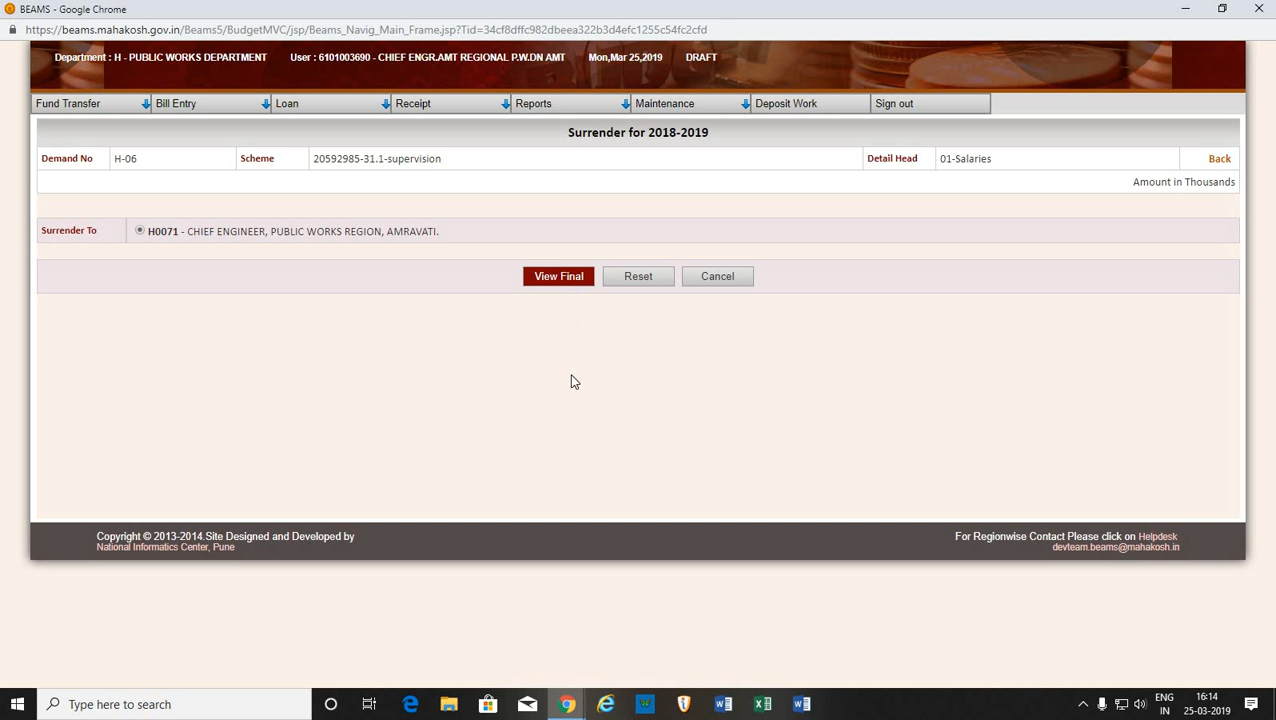 BEAMS - Google Chrome
https://beams.mahakosh.gov.in/Beams5/BudgetMVC/jsp/Beams_Navig_Main_Frame.jsp?Tid=34cf8dffc982dbeea322b3d4efc1255c54fc2cfd
Department : H - PUBLIC WORKS DEPARTMENT User : 6101003690 - CHIEF ENGR.AMT REGIONAL P.W.DN AMT Mon,Mar 25,2019 DRAFT
Fund Transfer Bill Entry Loan Receipt Reports Maintenance Deposit Work Sign out
Surrender for 2018-2019
Demand No H-06 Scheme 20592985-31.1-supervision Detail Head 01-Salaries Back
Amount in Thousands
Surrender To H0071 - CHIEF ENGINEER, PUBLIC WORKS REGION, AMRAVATI.
View Final Reset Cancel
Copyright © 2013-2014.Site Designed and Developed by
National Informatics Center, Pune
For Regionwise Contact Please click on Helpdesk
devteam.beams@mahakosh.in
Type here to search
ENG
IN
16:14
25-03-2019